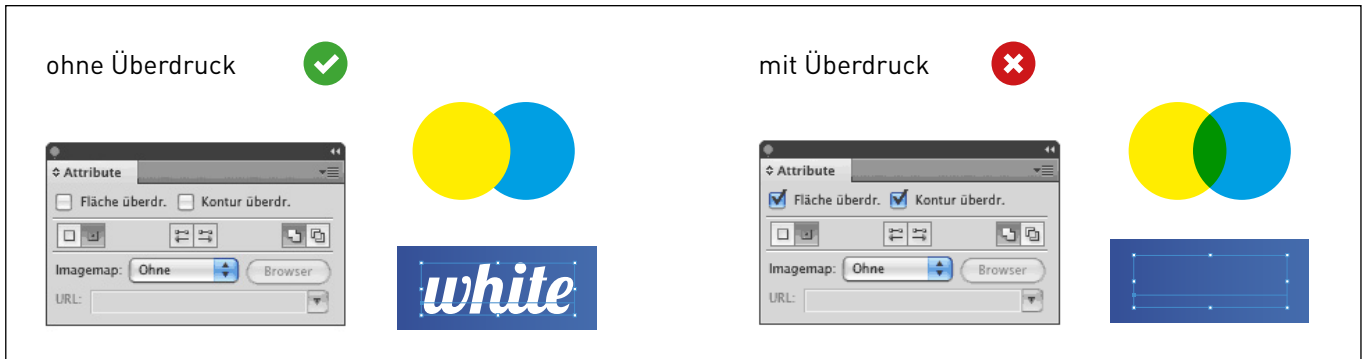 ohne Überdruck
Attribute
Fläche überdr. Kontur überdr.
Imagemap: Ohne Browser
URL:
white
mit Überdruck
Attribute
Fläche überdr. Kontur überdr.
Imagemap: Ohne Browser
URL: